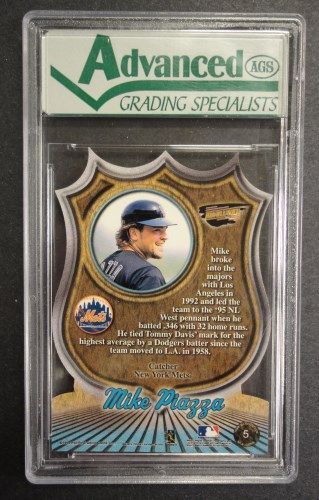 Advanced AGS
GRADING SPECIALISTS
Mike
broke
into the
majors
with Los
Angeles in
1992 and led the
team to the '95 NL
West pennant when he
batted .346 with 32 home runs.
He tied Tommy Davis' mark for the
highest average by a Dodgers batter since the
team moved to L.A. in 1958.
Mets
Catcher
New York Mets
Mike Piazza
5